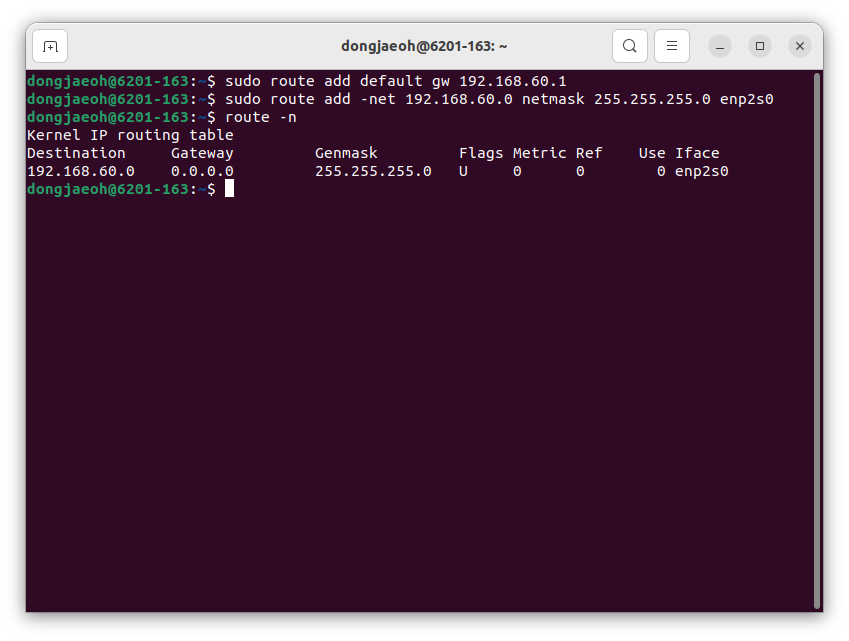 dongjaeoh@6201-163: ~
dongjaeoh@6201-163:~$ sudo route add default gw 192.168.60.1
dongjaeoh@6201-163:~$ sudo route add -net 192.168.60.0 netmask 255.255.255.0 enp2s0
dongjaeoh@6201-163:~$ route -n
Kernel IP routing table
Destination     Gateway         Genmask         Flags Metric Ref    Use Iface
192.168.60.0    0.0.0.0         255.255.255.0   U     0      0        0 enp2s0
dongjaeoh@6201-163:~$